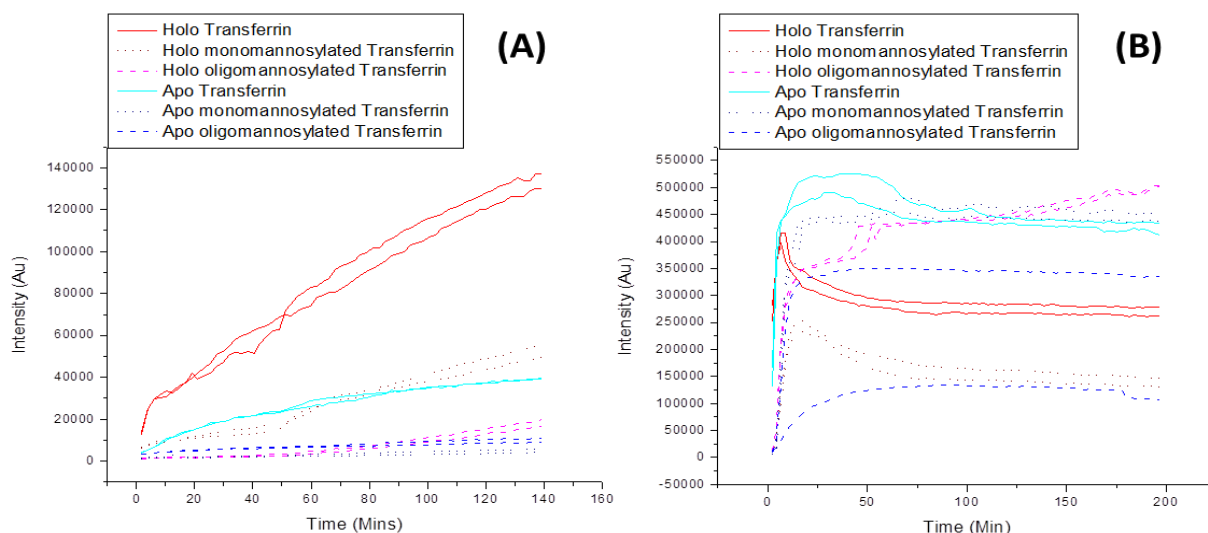 Holo Transferrin
Holo monomannosylated Transferrin
Holo oligomannosylated Transferrin
Apo Transferrin
Apo monomannosylated Transferrin
Apo oligomannosylated Transferrin
(A)
140000
120000
100000
80000
60000
40000
20000
0
Intensity (Au)
0 20 40 60 80 100 120 140 160
Time (Mins)
Holo Transferrin
Holo monomannosylated Transferrin
Holo oligomannosylated Transferrin
Apo Transferrin
Apo monomannosylated Transferrin
Apo oligomannosylated Transferrin
(B)
550000
500000
450000
400000
350000
300000
250000
200000
150000
100000
50000
0
-50000
Intensity (Au)
0 50 100 150 200
Time (Min)